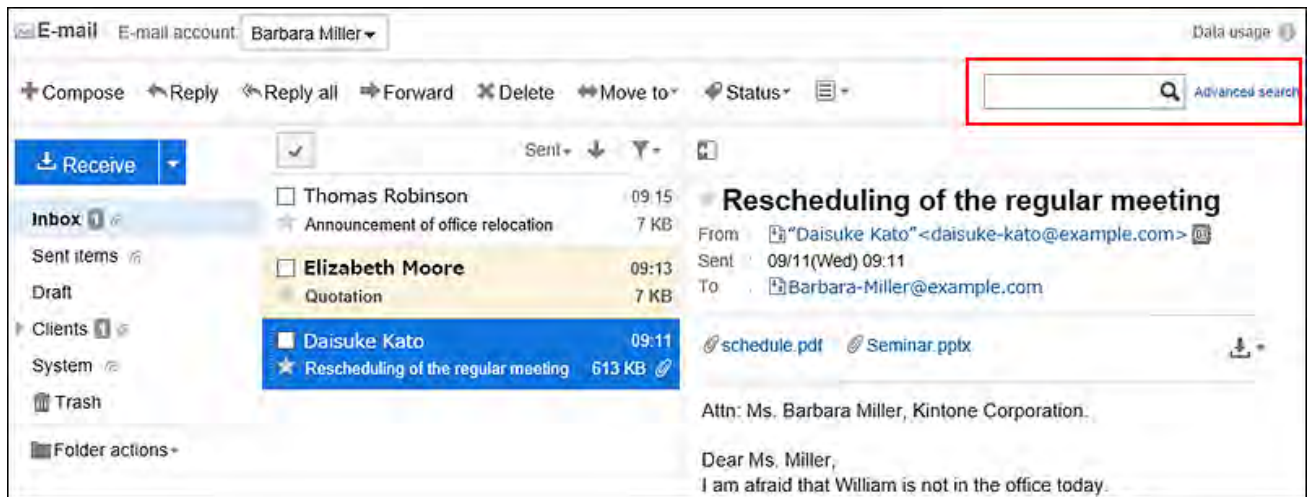 E-mail E-mail account Barbara Miller Data usage
Compose Reply Reply all Forward Delete Move to Status Advanced search
Receive
Inbox 1
Sent items
Draft
Clients 1
System
Trash
Folder actions
Sent
Thomas Robinson 09:15
Announcement of office relocation 7 KB
Elizabeth Moore 09:13
Quotation 7 KB
Daisuke Kato 09:11
Rescheduling of the regular meeting 613 KB
Rescheduling of the regular meeting
From : "Daisuke Kato"<daisuke-kato@example.com>
Sent : 09/11(Wed) 09:11
To : Barbara-Miller@example.com
schedule.pdf Seminar.pptx
Attn: Ms. Barbara Miller, Kintone Corporation.
Dear Ms. Miller,
I am afraid that William is not in the office today.